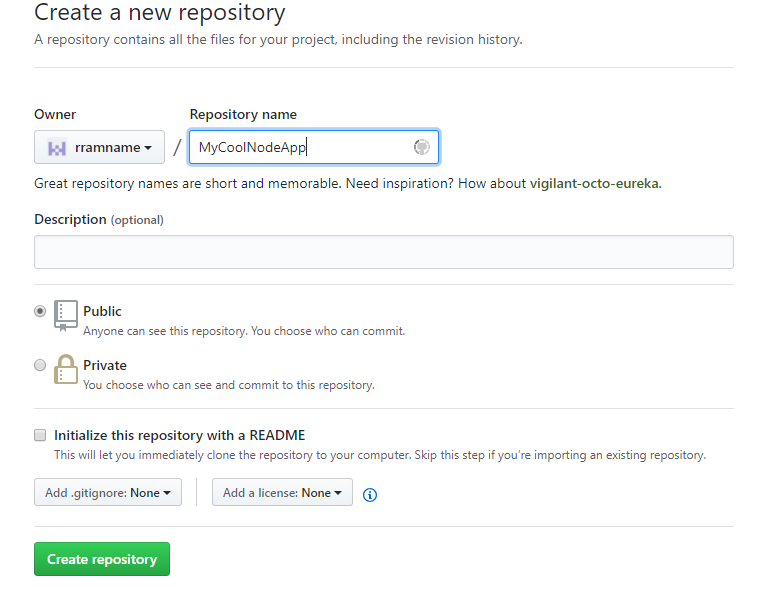 Create a new repository
A repository contains all the files for your project, including the revision history.
Owner
Repository name
rramname
/
MyCoolNodeApp
Great repository names are short and memorable. Need inspiration? How about vigilant-octo-eureka.
Description (optional)
Public
Anyone can see this repository. You choose who can commit.
Private
You choose who can see and commit to this repository.
Initialize this repository with a README
This will let you immediately clone the repository to your computer. Skip this step if you’re importing an existing repository.
Add .gitignore: None
Add a license: None
Create repository